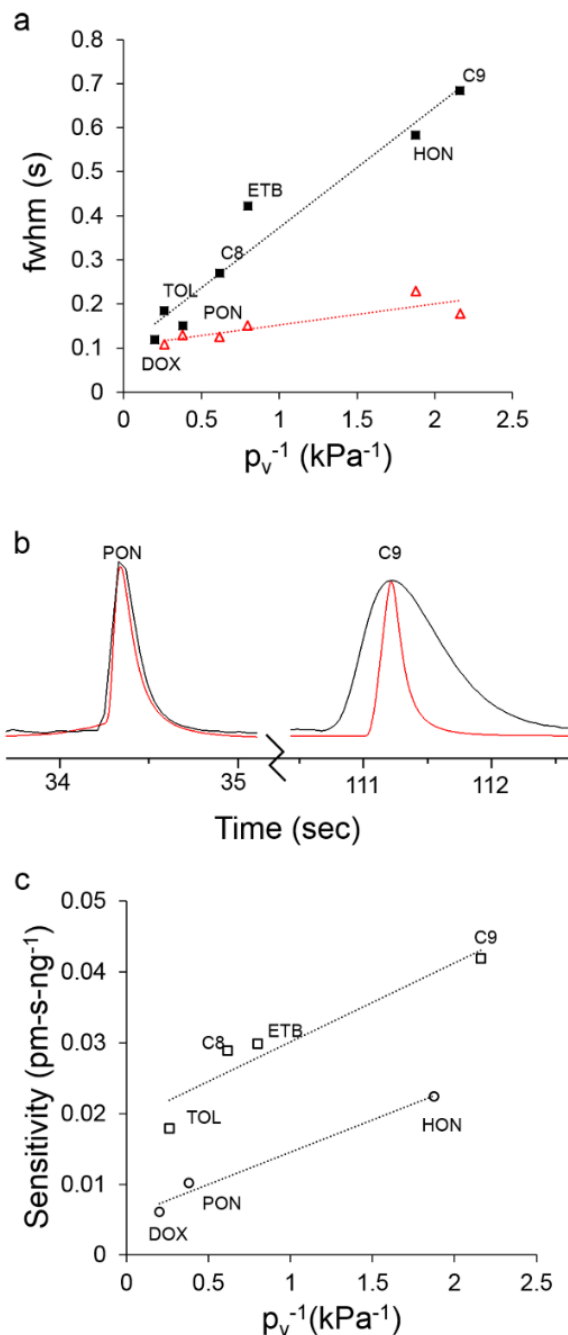 a
0.8
0.7
0.6
0.5
0.4
0.3
0.2
0.1
0
fwhm (s)
C9
HON
ETB
C8
TOL
PON
DOX
0 0.5 1 1.5 2 2.5
pv-1 (kPa-1)
b
PON C9
34 35 111 112
Time (sec)
c
0.05
0.04
0.03
0.02
0.01
0
Sensitivity (pm-s-ng-1)
C9
C8 ETB
TOL
HON
PON
DOX
0 0.5 1 1.5 2 2.5
pv-1(kPa-1)